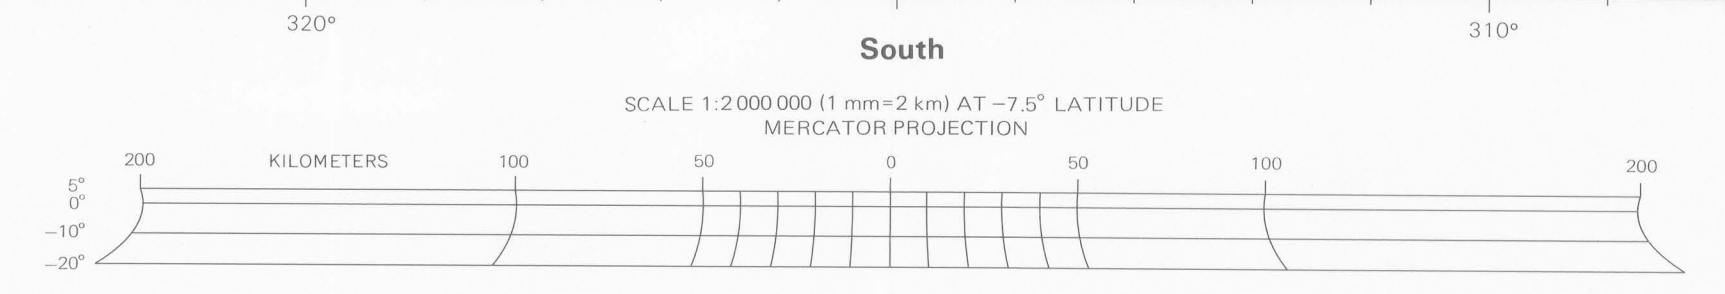 320° 310°
South
SCALE 1:2 000 000 (1 mm=2 km) AT −7.5° LATITUDE
MERCATOR PROJECTION
200 KILOMETERS 100 50 0 50 100 200
5°
0°
−10°
−20°